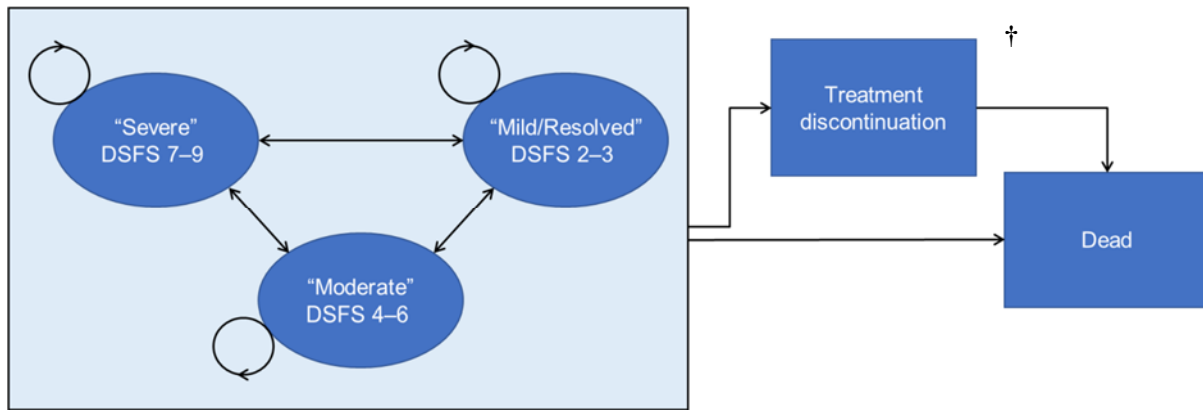 †
“Severe”
DSFS 7–9
“Mild/Resolved”
DSFS 2–3
“Moderate”
DSFS 4–6
Treatment
discontinuation
Dead